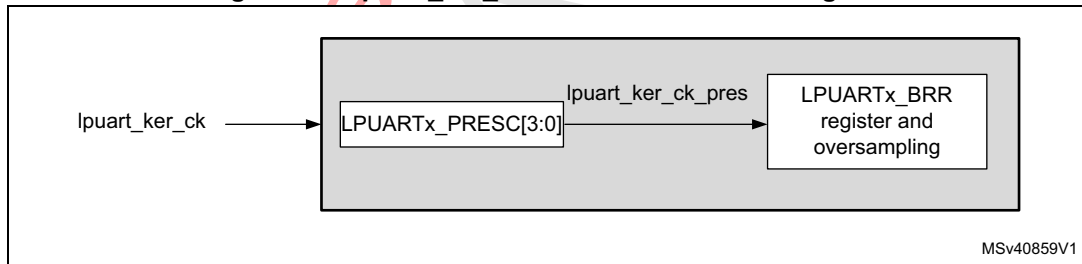 lpuart_ker_ck
LPUARTx_PRESC[3:0]
lpuart_ker_ck_pres
LPUARTx_BRR
register and
oversampling
MSv40859V1